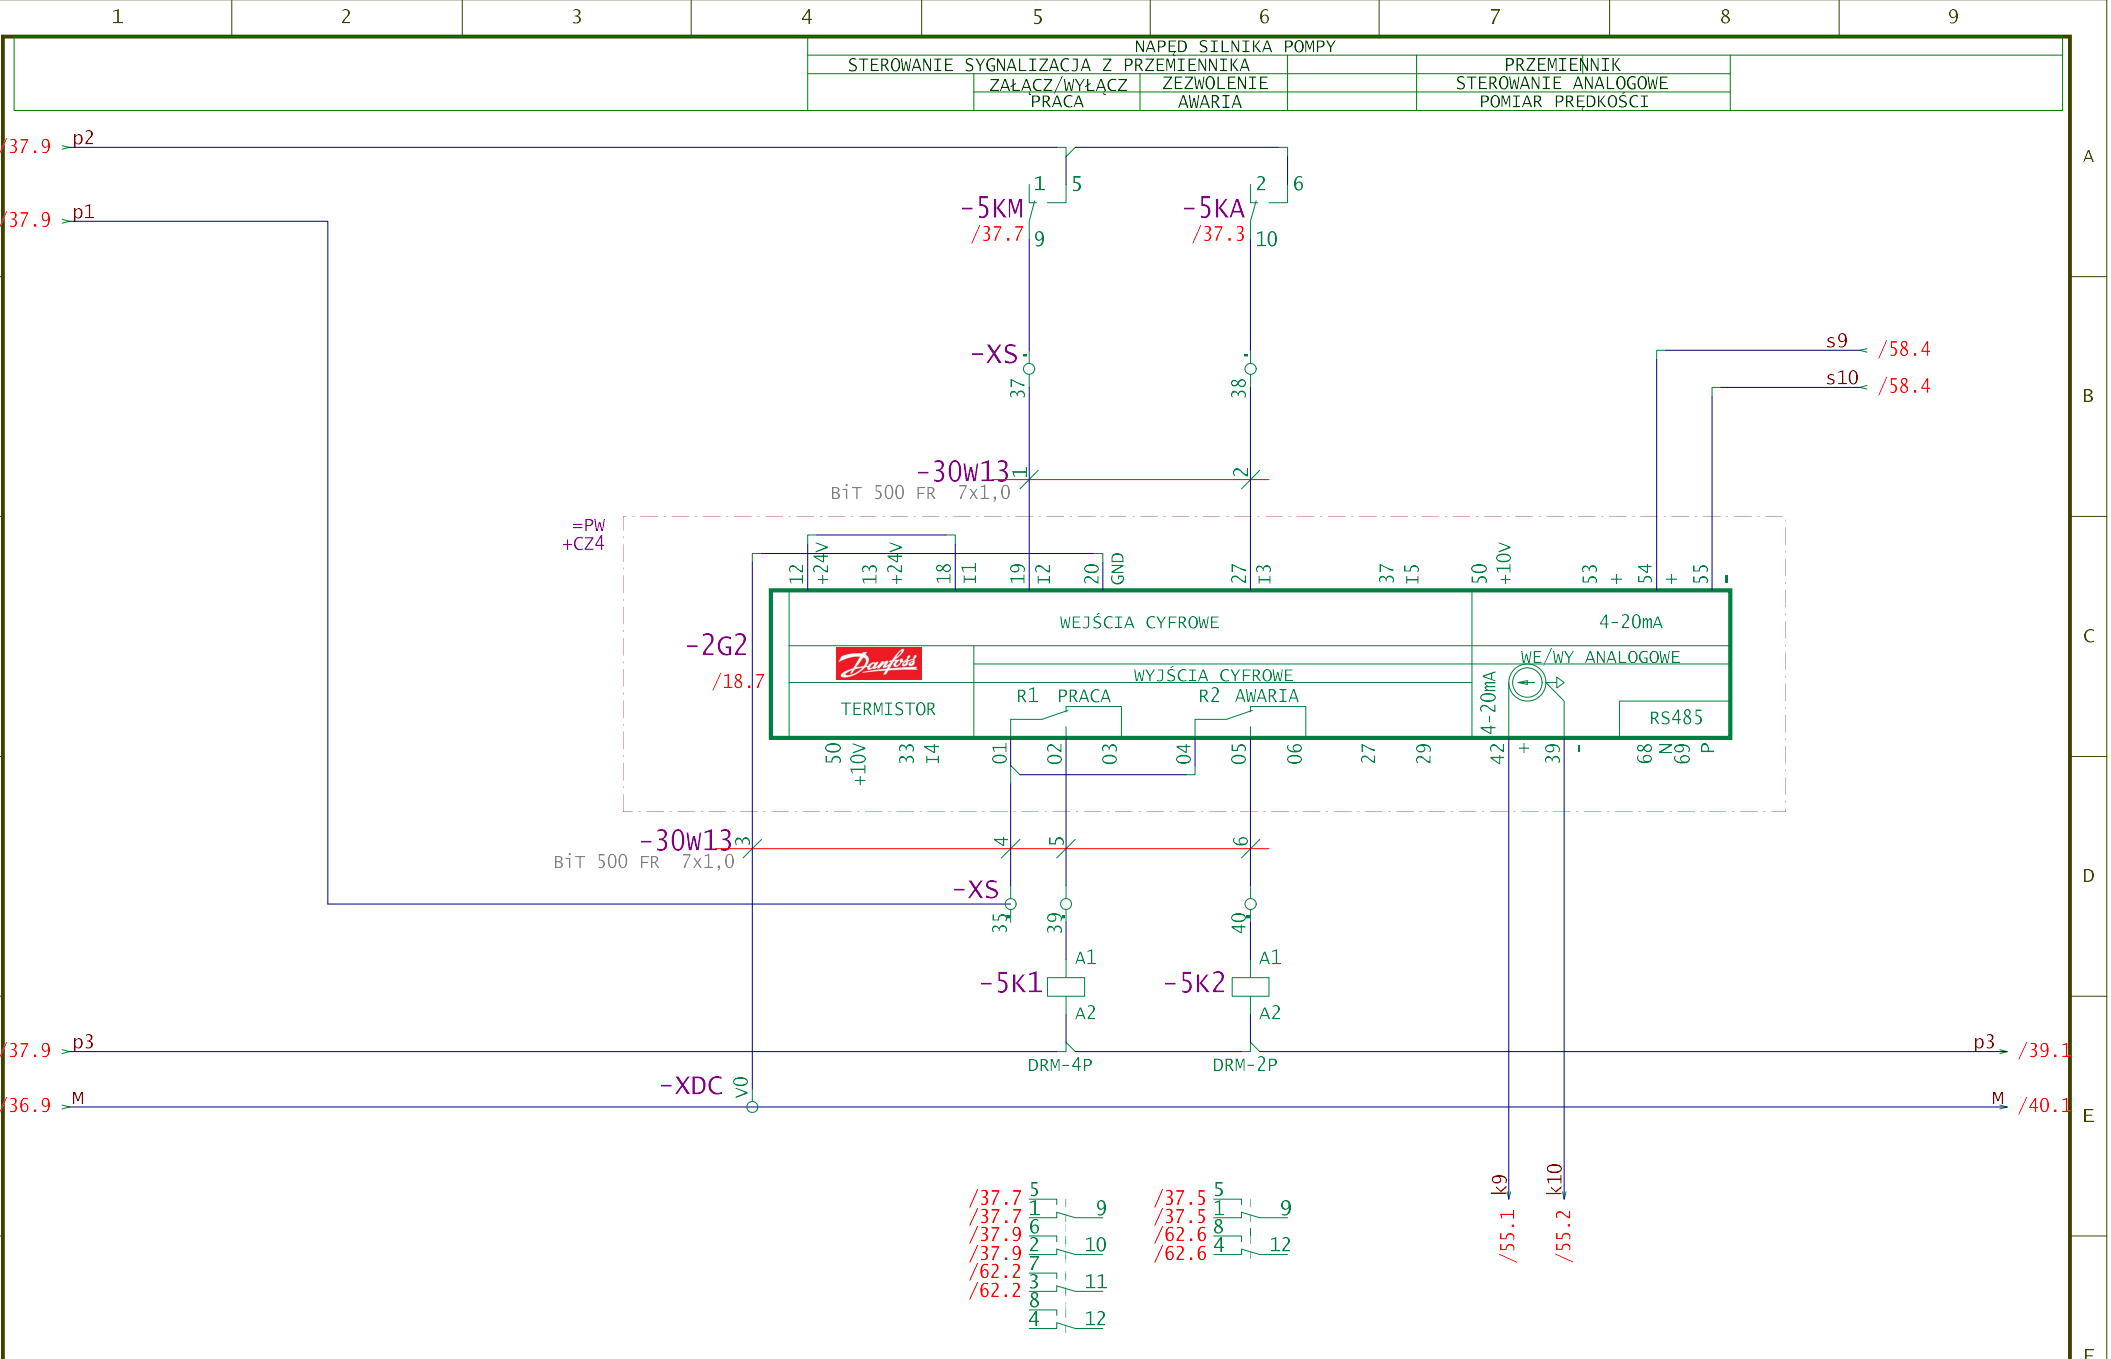 1 2 3 4 5 6 7 8 9
NAPĘD SILNIKA POMPY
STEROWANIE SYGNALIZACJA Z PRZEMIENNIKA PRZEMIENNIK
ZAŁĄCZ/WYŁĄCZ ZEZWOLENIE STEROWANIE ANALOGOWE
PRACA AWARIA POMIAR PRĘDKOŚCI
/37.9 p2
A
1 5 2 6
-5KM -5KA
/37.9 p1
/37.7 9 /37.3 10
s9 /58.4
-XS
s10 /58.4
37 38
B
-30W13 1 2
BiT 500 FR 7x1,0
=PW
+CZ4
12 +24V 13 +24V 18 I1 19 I2 20 GND 27 I3 37 I5 50 +10V 53 + 54 + 55 -
WEJŚCIA CYFROWE 4-20mA
C
-2G2
Danfoss
WE/WY ANALOGOWE
WYJŚCIA CYFROWE
/18.7
R1 PRACA R2 AWARIA
4-20mA
TERMISTOR
RS485
50 +10V 33 I4 01 02 03 04 05 06 27 29 42 + 39 - 68 N 69 P
-30W13 3 4 5 6
BiT 500 FR 7x1,0
D
-XS
35 39 40
A1 A1
-5K1 -5K2
A2 A2
/37.9 p3 p3 /39.1
DRM-4P DRM-2P
-XDC V0
/36.9 M M /40.1
E
k9 k10
/55.1 /55.2
/37.7 5 /37.5 5
/37.7 1 9 /37.5 1 9
/37.9 6 /62.6 8
/37.9 2 10 /62.6 4 12
/62.2 7
/62.2 3 11
8
4 12
F